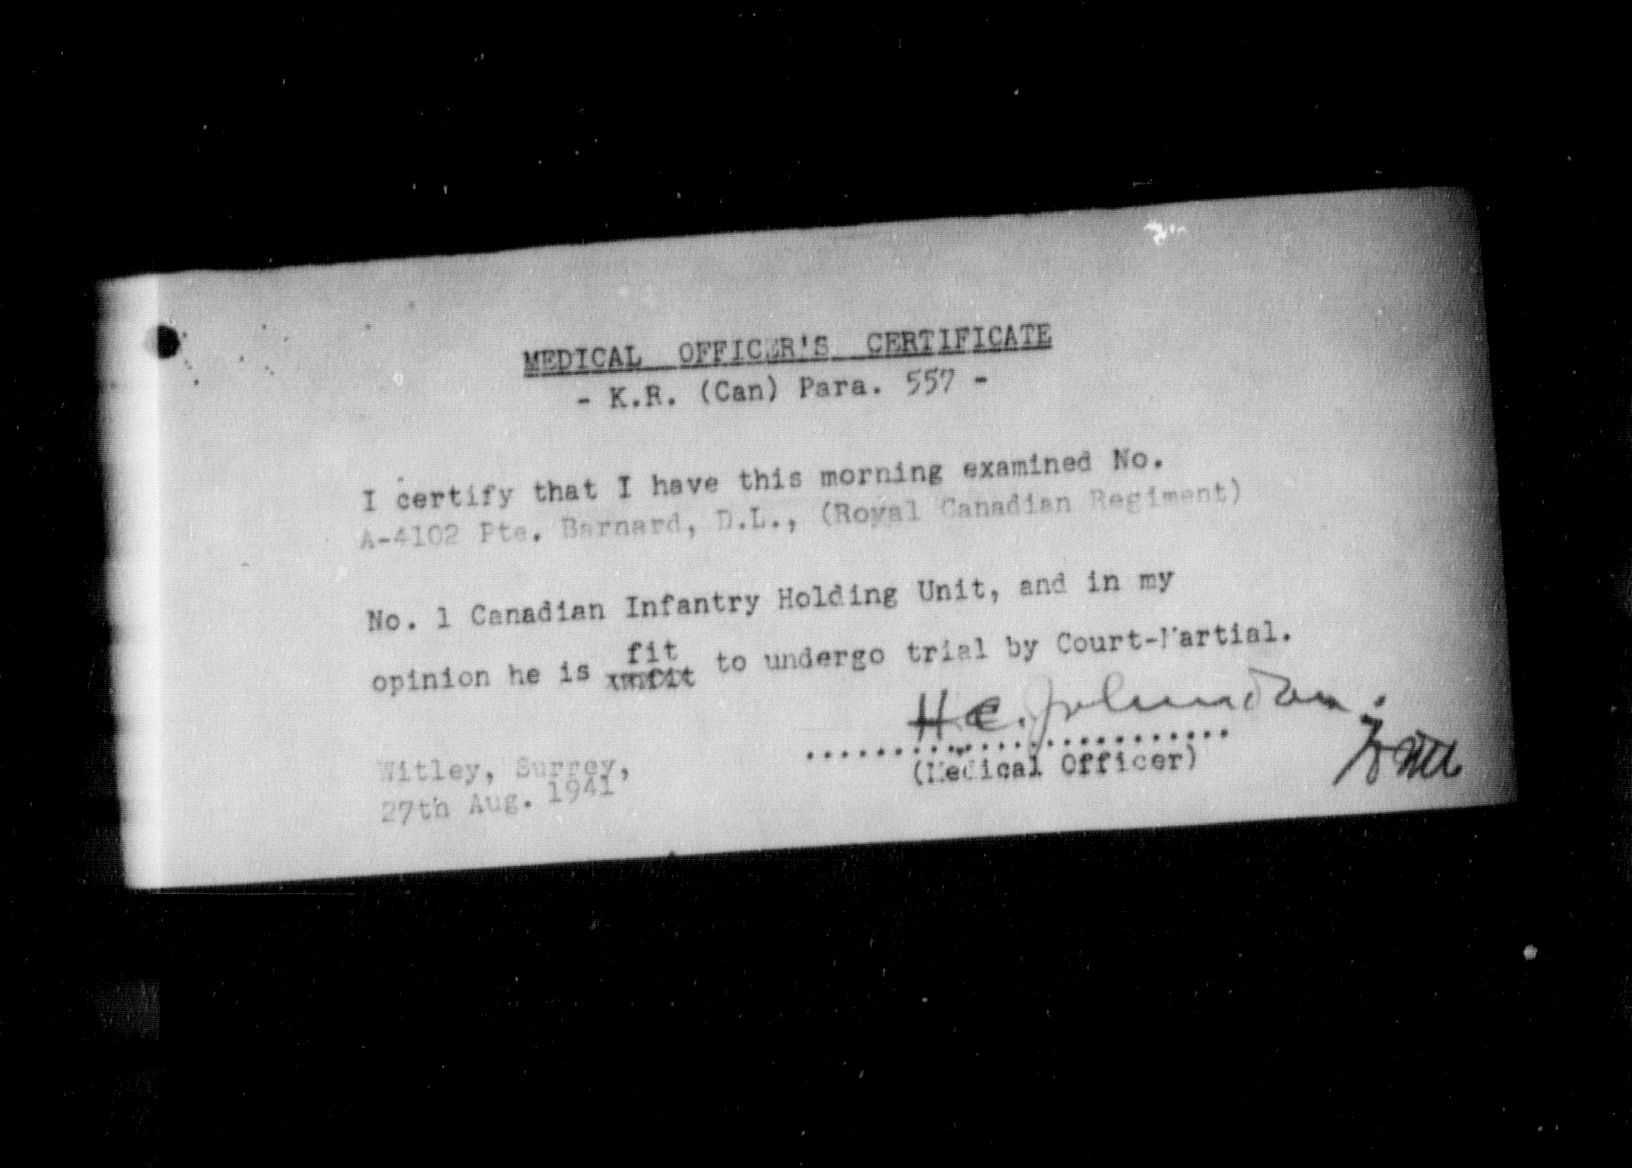 MEDICAL OFFICER'S CERTIFICATE
- K.R. (Can) Para. 557 -
I certify that I have this morning examined No.
A-4102 Pte. Barnard, D.L., (Royal Canadian Regiment)
No. 1 Canadian Infantry Holding Unit, and in my
fit
opinion he is unfit to undergo trial by Court-Martial.
H.C. Johnston.
(Medical Officer)
Witley, Surrey,
27th Aug. 1941